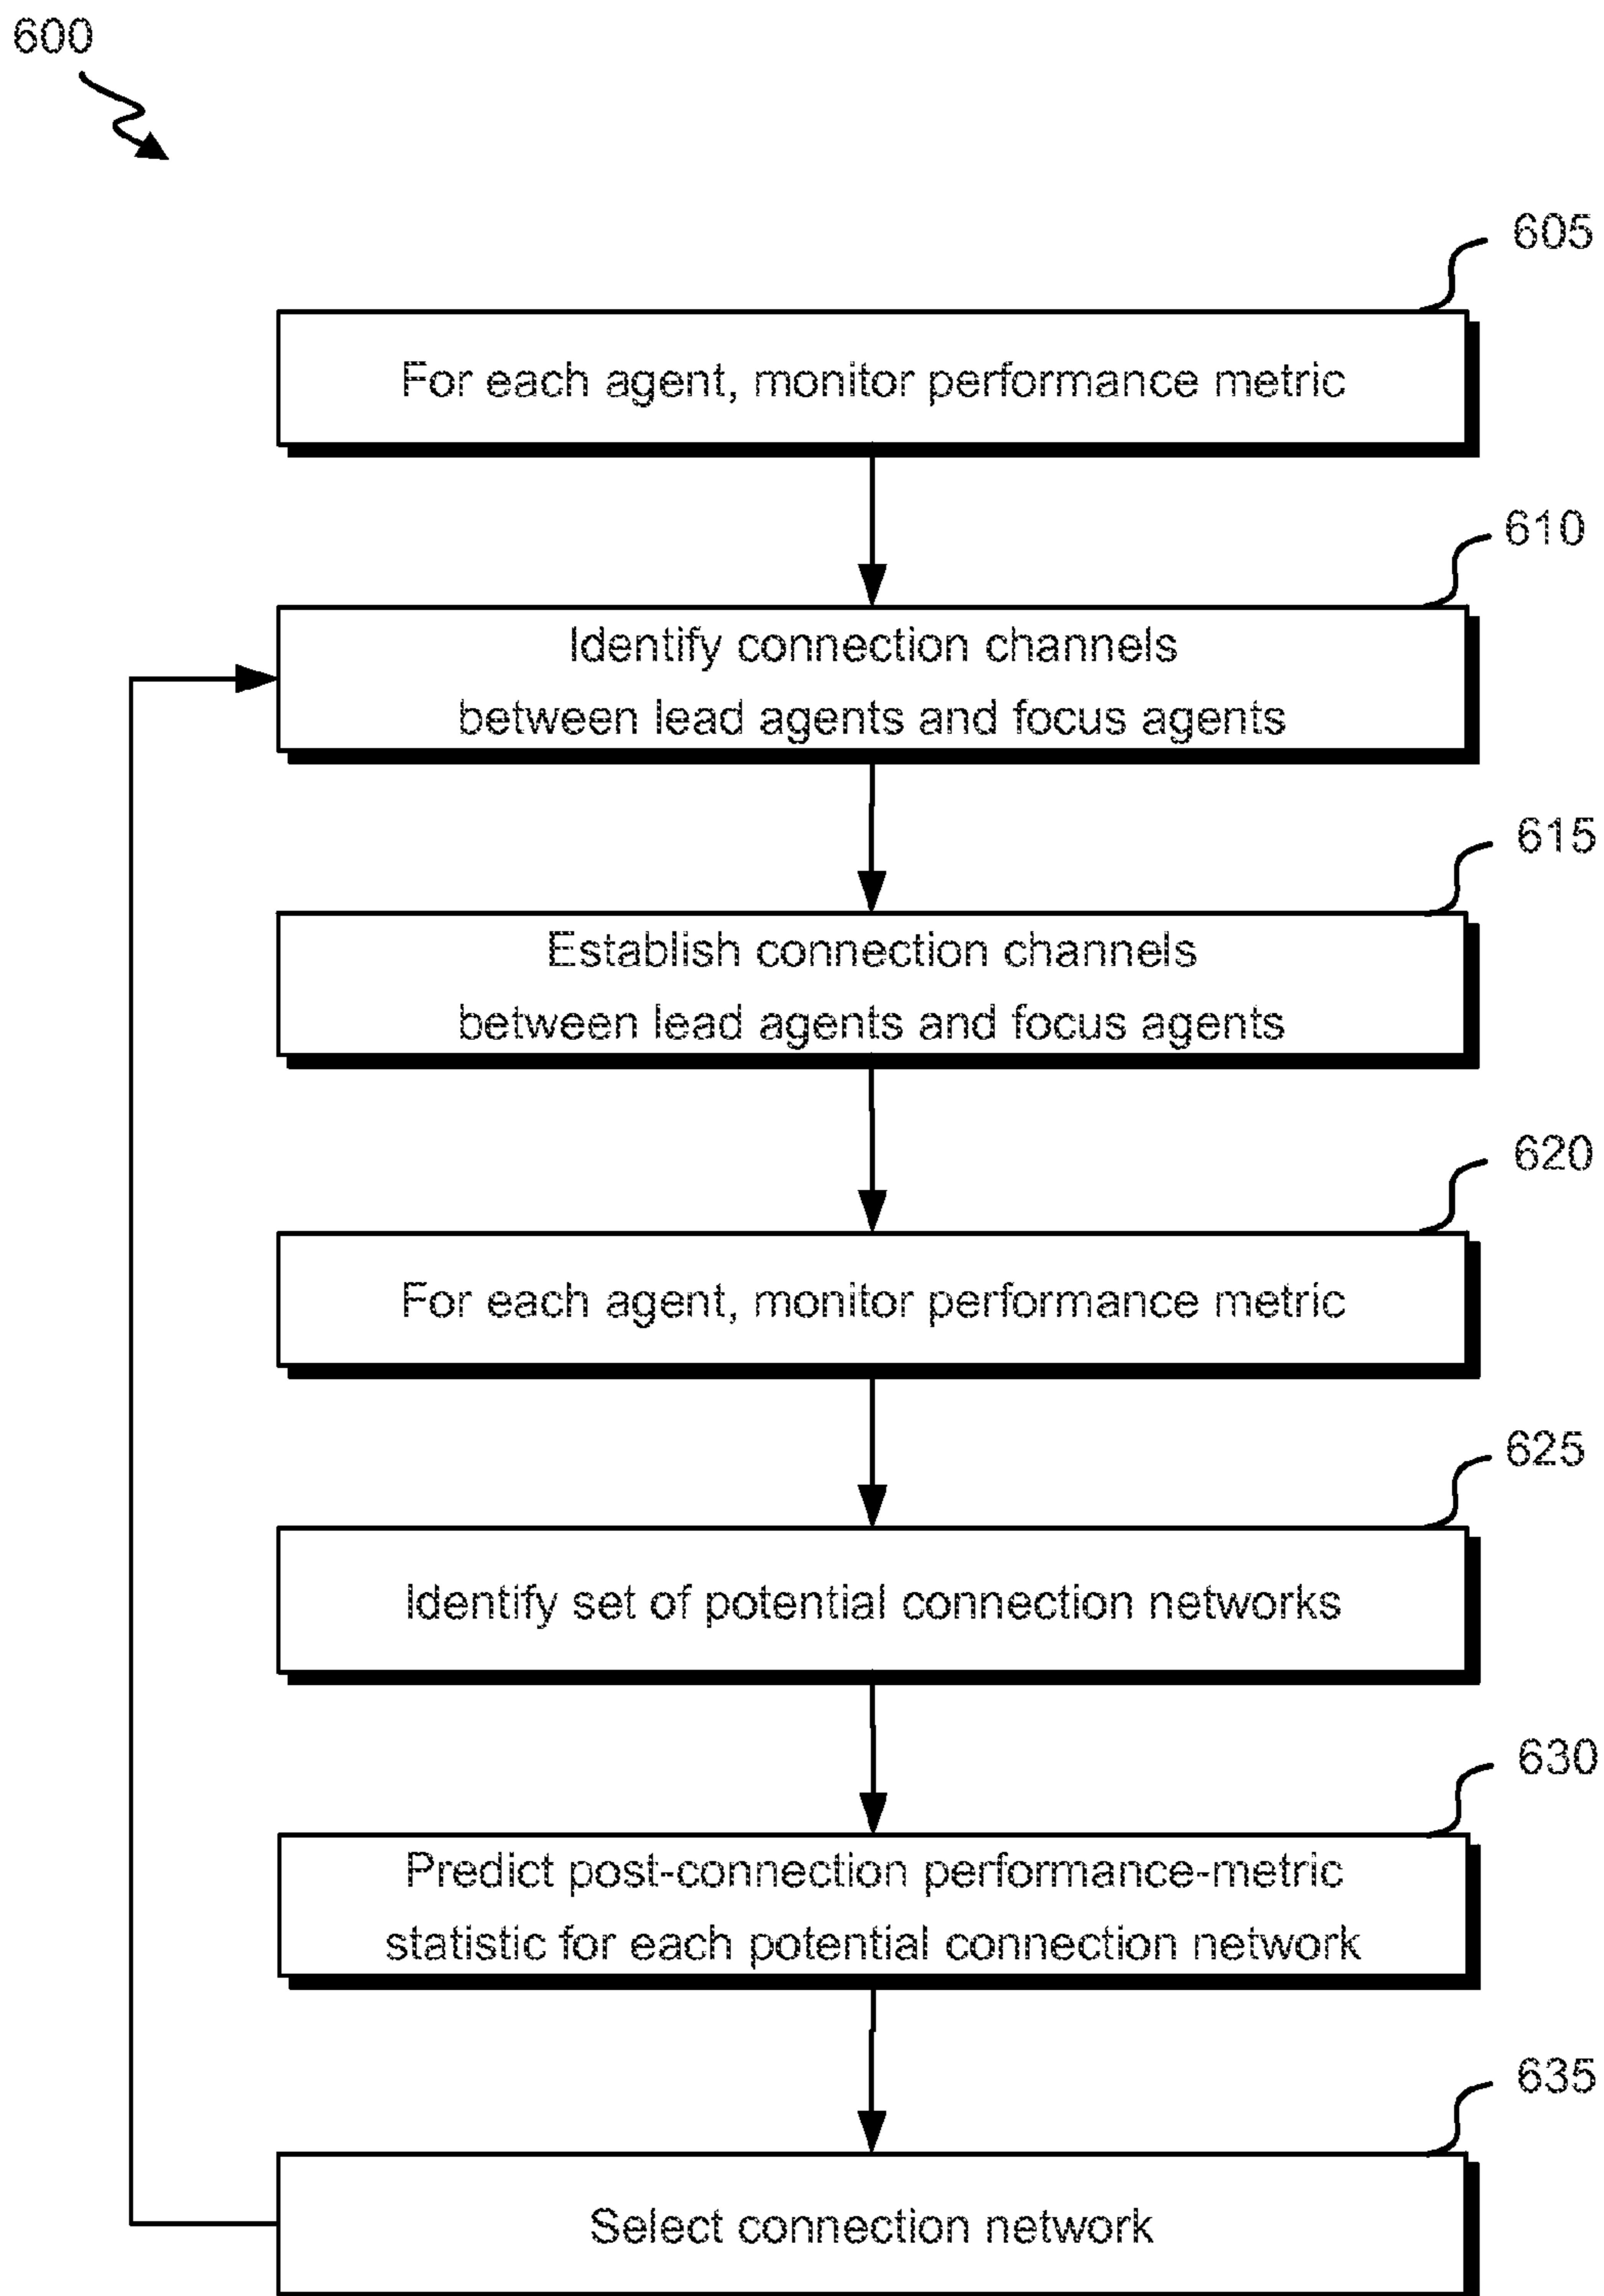 600
605
For each agent, monitor performance metric
610
Identify connection channels
between lead agents and focus agents
615
Establish connection channels
between lead agents and focus agents
620
For each agent, monitor performance metric
625
Identify set of potential connection networks
630
Predict post-connection performance-metric
statistic for each potential connection network
635
Select connection network